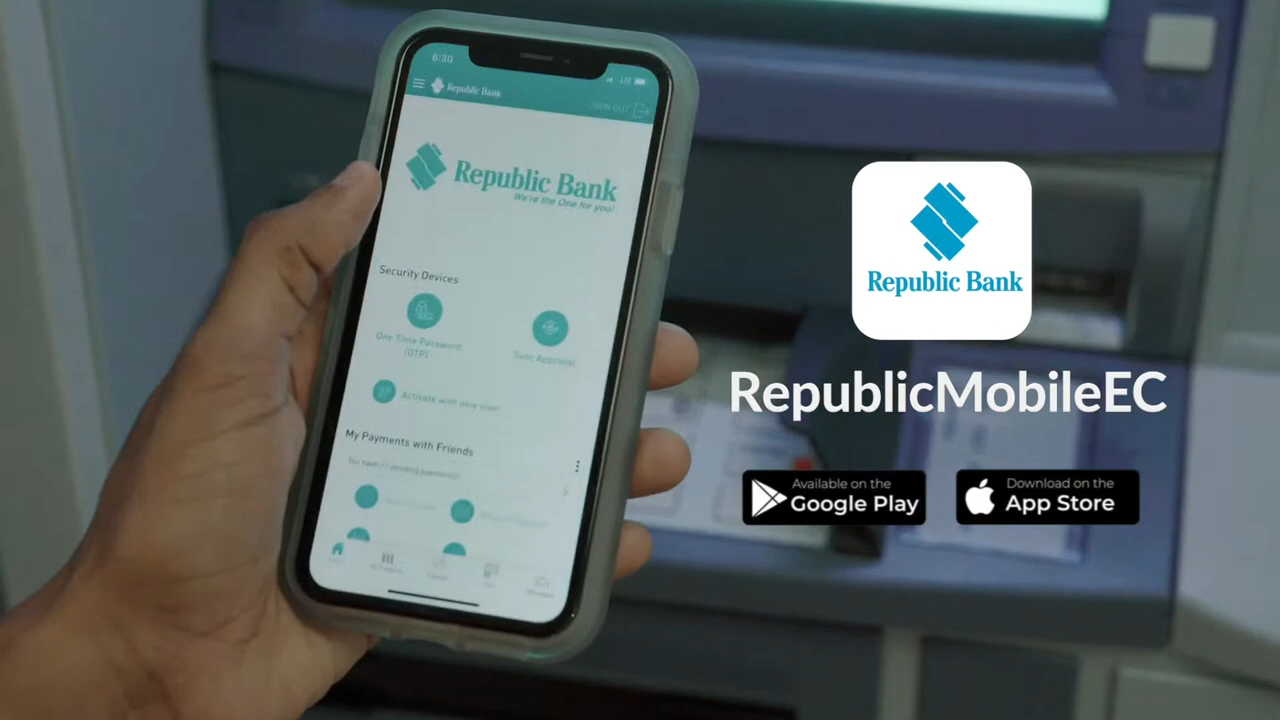 6:30
LTE
Republic Bank
SIGN OUT
Republic Bank
We're the One for you!
Security Devices
One Time Password
(OTP)
Sync Approval
Activate with new user
My Payments with Friends
Republic Bank
RepublicMobileEC
Available on the
Google Play
Download on the
App Store